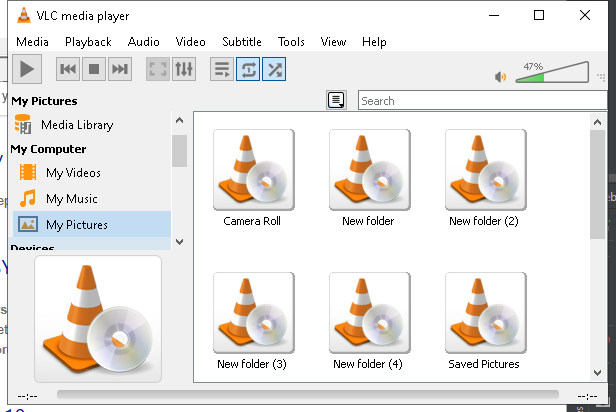 VLC media player
Media Playback Audio Video Subtitle Tools View Help
47%
My Pictures
Search
Media Library
My Computer
My Videos
My Music
My Pictures
Devices
Camera Roll New folder New folder (2)
New folder (3) New folder (4) Saved Pictures
--:-- --:--